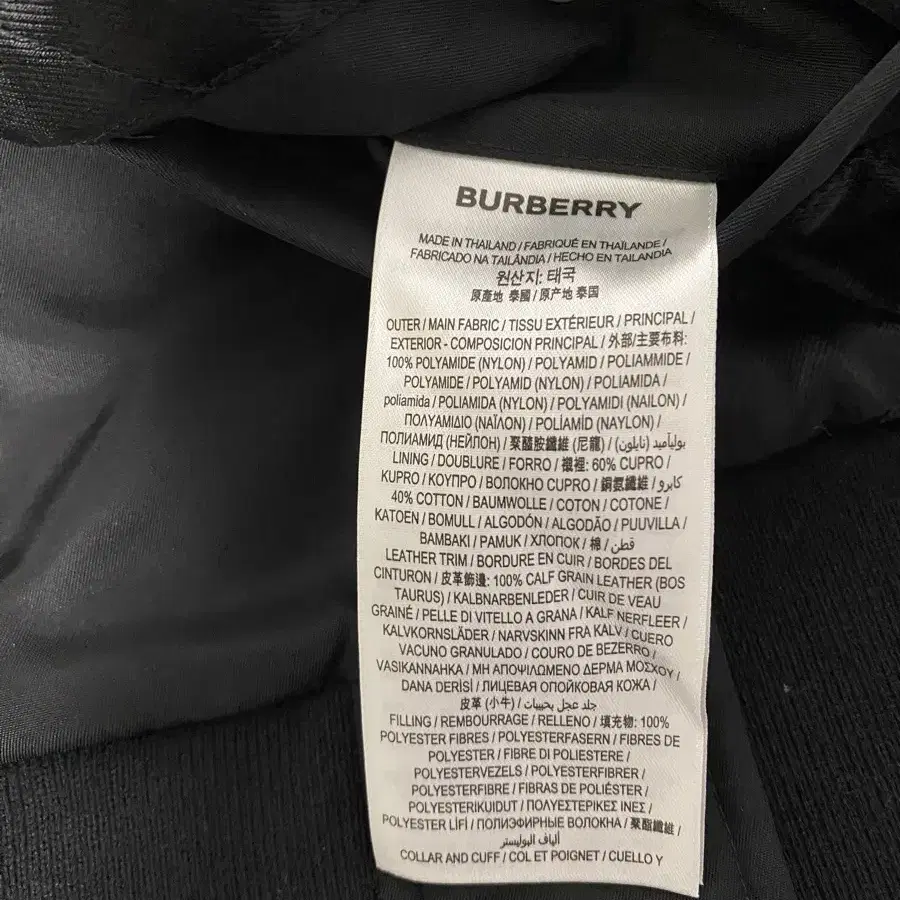 BURBERRY
MADE IN THAILAND / FABRIQUÉ EN THAÏLANDE /
FABRICADO NA TAILÂNDIA / HECHO EN TAILANDIA
원산지: 태국
原產地 泰國 / 原产地 泰国
OUTER / MAIN FABRIC / TISSU EXTÉRIEUR / PRINCIPAL /
EXTERIOR - COMPOSICION PRINCIPAL / 外部/主要布料:
100% POLYAMIDE (NYLON) / POLYAMID / POLIAMMIDE /
POLYAMIDE / POLYAMID (NYLON) / POLIAMIDA /
poliamida / POLIAMIDA (NYLON) / POLYAMIDI (NAILON) /
ΠΟΛΥΑΜΙΔΙΟ (ΝΑΪΛΟΝ) / POLİAMİD (NAYLON) /
ПОЛИАМИД (НЕЙЛОН) / 聚醯胺纖維 (尼龍) / بوليأميد (نايلون)
LINING / DOUBLURE / FORRO / 襯裡: 60% CUPRO /
KUPRO / ΚΟΥΠΡΟ / ВОЛОКНО CUPRO / 銅氨纖維 / كابرو
40% COTTON / BAUMWOLLE / COTON / COTONE /
KATOEN / BOMULL / ALGODÓN / ALGODÃO / PUUVILLA /
BAMBAKI / PAMUK / ХЛОПОК / 棉 / قطن
LEATHER TRIM / BORDURE EN CUIR / BORDES DEL
CINTURON / 皮革飾邊: 100% CALF GRAIN LEATHER (BOS
TAURUS) / KALBNARBENLEDER / CUIR DE VEAU
GRAINÉ / PELLE DI VITELLO A GRANA / KALF NERFLEER /
KALVKORNSLÄDER / NARVSKINN FRA KALV / CUERO
VACUNO GRANULADO / COURO DE BEZERRO /
VASIKANNAHKA / ΜΗ ΑΠΟΨΙΛΩΜΕΝΟ ΔΕΡΜΑ ΜΟΣΧΟΥ /
DANA DERİSİ / ЛИЦЕВАЯ ОПОЙКОВАЯ КОЖА /
皮革 (小牛) / جلد عجل بحبيبات
FILLING / REMBOURRAGE / RELLENO / 填充物: 100%
POLYESTER FIBRES / POLYESTERFASERN / FIBRES DE
POLYESTER / FIBRE DI POLIESTERE /
POLYESTERVEZELS / POLYESTERFIBRER /
POLYESTERFIBRE / FIBRAS DE POLIÉSTER /
POLYESTERIKUIDUT / ΠΟΛΥΕΣΤΕΡΙΚΕΣ ΙΝΕΣ /
POLYESTER LİFİ / ПОЛИЭФИРНЫЕ ВОЛОКНА / 聚酯纖維 /
ألياف البوليستر
COLLAR AND CUFF / COL ET POIGNET / CUELLO Y